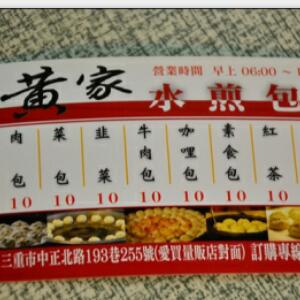 黃家 營業時間 早上 06:00 ~
水煎包
肉包 菜包 韭菜 牛肉包 咖哩包 素食包 紅茶
10 10 10 10 10 10 10
三重市中正北路193巷255號(愛買量販店對面) 訂購專線